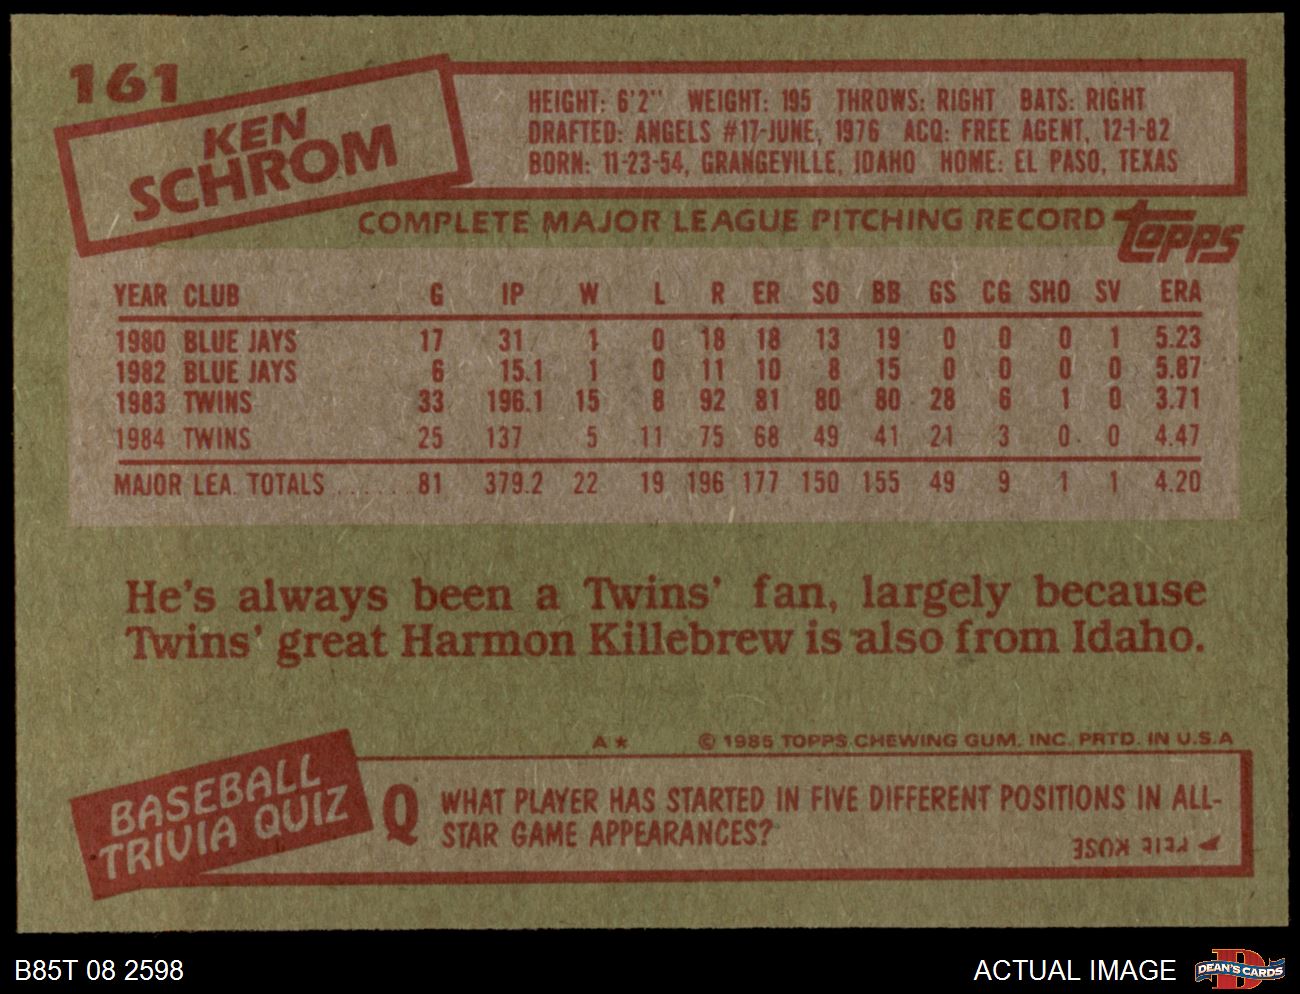 161
KEN
SCHROM
HEIGHT: 6'2" WEIGHT: 195 THROWS: RIGHT BATS: RIGHT
DRAFTED: ANGELS #17-JUNE, 1976 ACQ: FREE AGENT, 12-1-82
BORN: 11-23-54, GRANGEVILLE, IDAHO HOME: EL PASO, TEXAS
COMPLETE MAJOR LEAGUE PITCHING RECORD
topps
YEAR CLUB G IP W L R ER SO BB GS CG SHO SV ERA
1980 BLUE JAYS 17 31 1 0 18 18 13 19 0 0 0 1 5.23
1982 BLUE JAYS 6 15.1 1 0 11 10 8 15 0 0 0 0 5.87
1983 TWINS 33 196.1 15 8 92 81 80 80 28 6 1 0 3.71
1984 TWINS 25 137 5 11 75 68 49 41 21 3 0 0 4.47
MAJOR LEA. TOTALS ....... 81 379.2 22 19 196 177 150 155 49 9 1 1 4.20
He's always been a Twins' fan, largely because
Twins' great Harmon Killebrew is also from Idaho.
A* © 1985 TOPPS CHEWING GUM, INC. PRTD. IN U.S.A
BASEBALL
TRIVIA QUIZ
Q WHAT PLAYER HAS STARTED IN FIVE DIFFERENT POSITIONS IN ALL-
STAR GAME APPEARANCES?
PETE ROSE
B85T 08 2598
ACTUAL IMAGE
D
DEAN'S CARDS